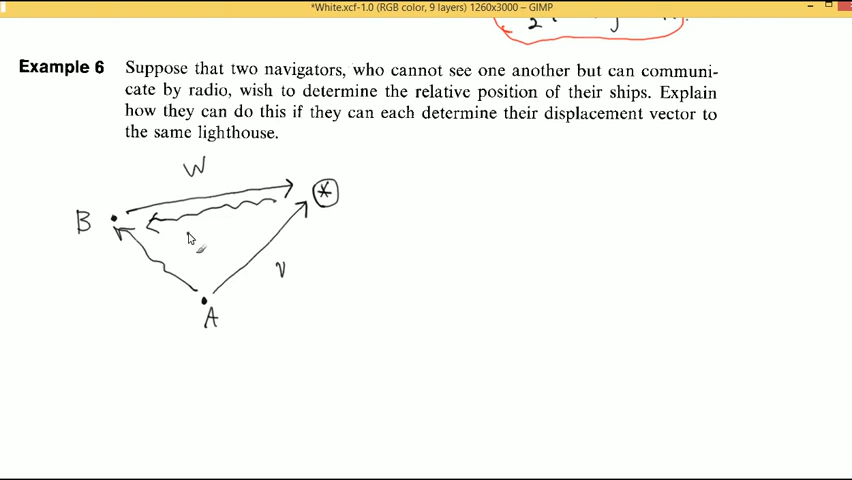 *White.xcf-1.0 (RGB color, 9 layers) 1260x3000 – GIMP
2
Example 6 Suppose that two navigators, who cannot see one another but can communi-
cate by radio, wish to determine the relative position of their ships. Explain
how they can do this if they can each determine their displacement vector to
the same lighthouse.
W
*
B
v
A